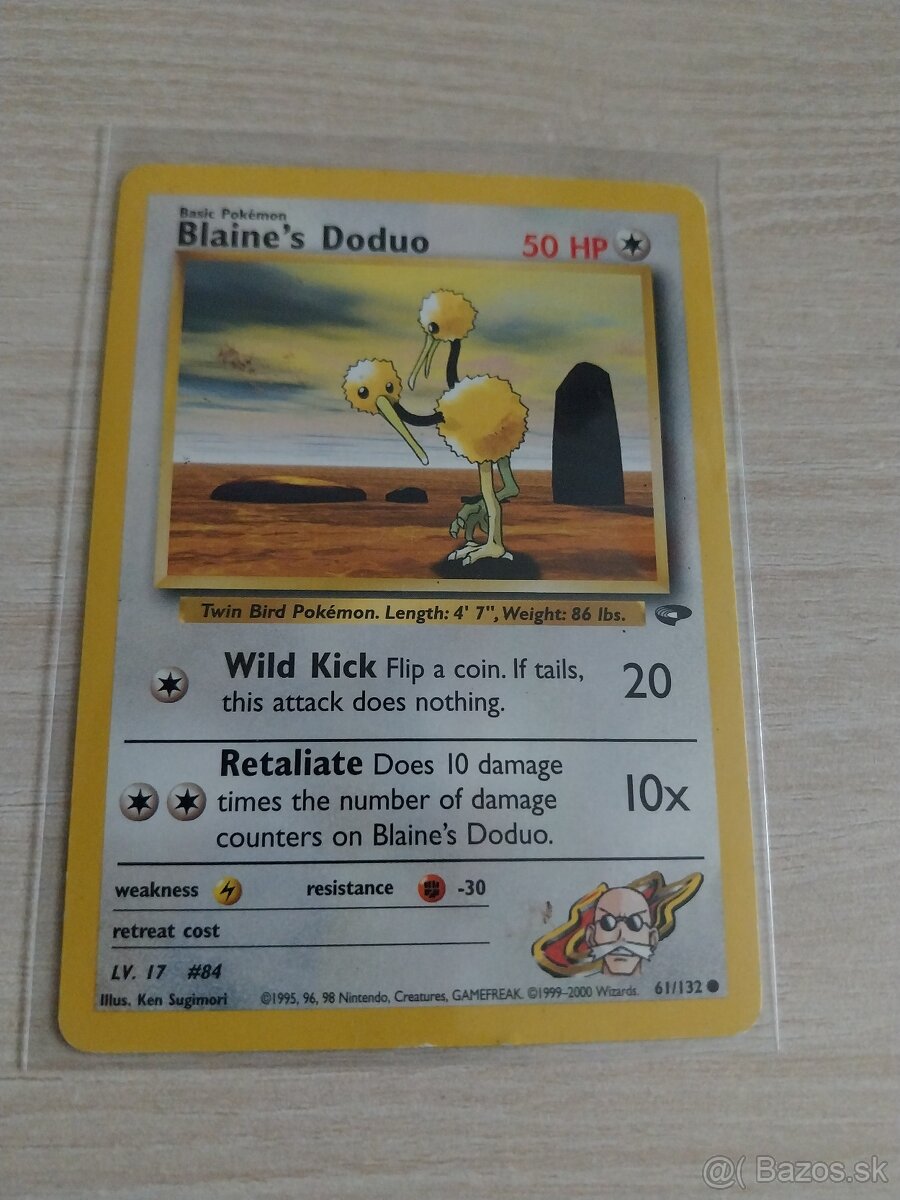 Basic Pokémon
Blaine's Doduo 50 HP
Twin Bird Pokémon. Length: 4' 7", Weight: 86 lbs.
Wild Kick Flip a coin. If tails, 20
this attack does nothing.
Retaliate Does 10 damage
times the number of damage 10x
counters on Blaine's Doduo.
weakness resistance -30
retreat cost
LV. 17 #84
Illus. Ken Sugimori ©1995, 96, 98 Nintendo, Creatures, GAMEFREAK. ©1999–2000 Wizards. 61/132
@( Bazos.sk